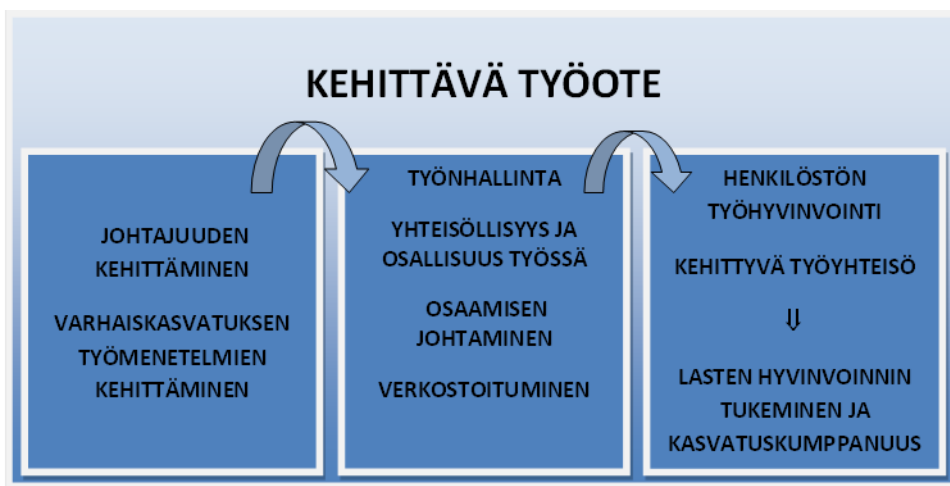 KEHITTÄVÄ TYÖOTE
JOHTAJUUDEN
KEHITTÄMINEN
VARHAISKASVATUKSEN
TYÖMENETELMIEN
KEHITTÄMINEN
TYÖNHALLINTA
YHTEISÖLLISYYS JA
OSALLISUUS TYÖSSÄ
OSAAMISEN
JOHTAMINEN
VERKOSTOITUMINEN
HENKILÖSTÖN
TYÖHYVINVOINTI
KEHITTYVÄ TYÖYHTEISÖ
⇓
LASTEN HYVINVOINNIN
TUKEMINEN JA
KASVATUSKUMPPANUUS